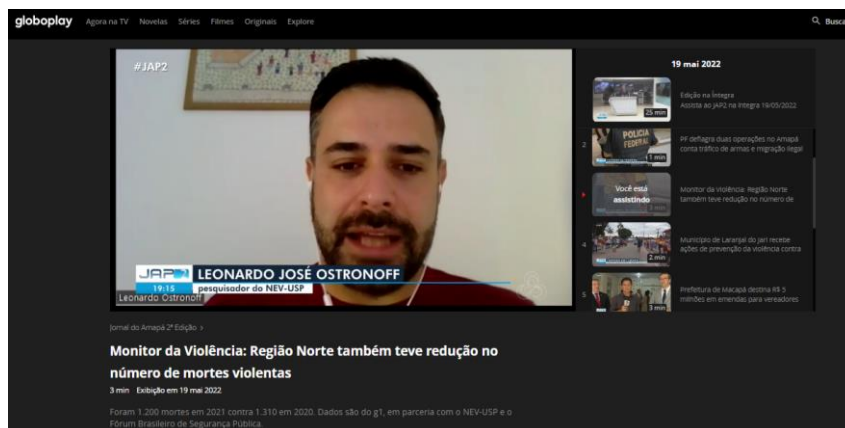 globoplay Agora na TV Novelas Séries Filmes Originais Explore Busca
#JAP2
JAP2 LEONARDO JOSÉ OSTRONOFF
19:15 pesquisador do NEV-USP
Leonardo Ostronoff
19 mai 2022
Edição na Íntegra
Assista ao JAP2 na íntegra 19/05/2022
25 min
2
POLÍCIA
FEDERAL
1 min
PF deflagra duas operações no Amapá
conta tráfico de armas e migração ilegal
Você está
assistindo
3 min
Monitor da Violência: Região Norte
também teve redução no número de
4
2 min
Município de Laranjal do Jari recebe
ações de prevenção da violência contra
5
3 min
Prefeitura de Macapá destina R$ 5
milhões em emendas para vereadores
Jornal do Amapá 2ª Edição >
Monitor da Violência: Região Norte também teve redução no
número de mortes violentas
3 min Exibição em 19 mai 2022
Foram 1.200 mortes em 2021 contra 1.310 em 2020. Dados são do g1, em parceria com o NEV-USP e o
Fórum Brasileiro de Segurança Pública.